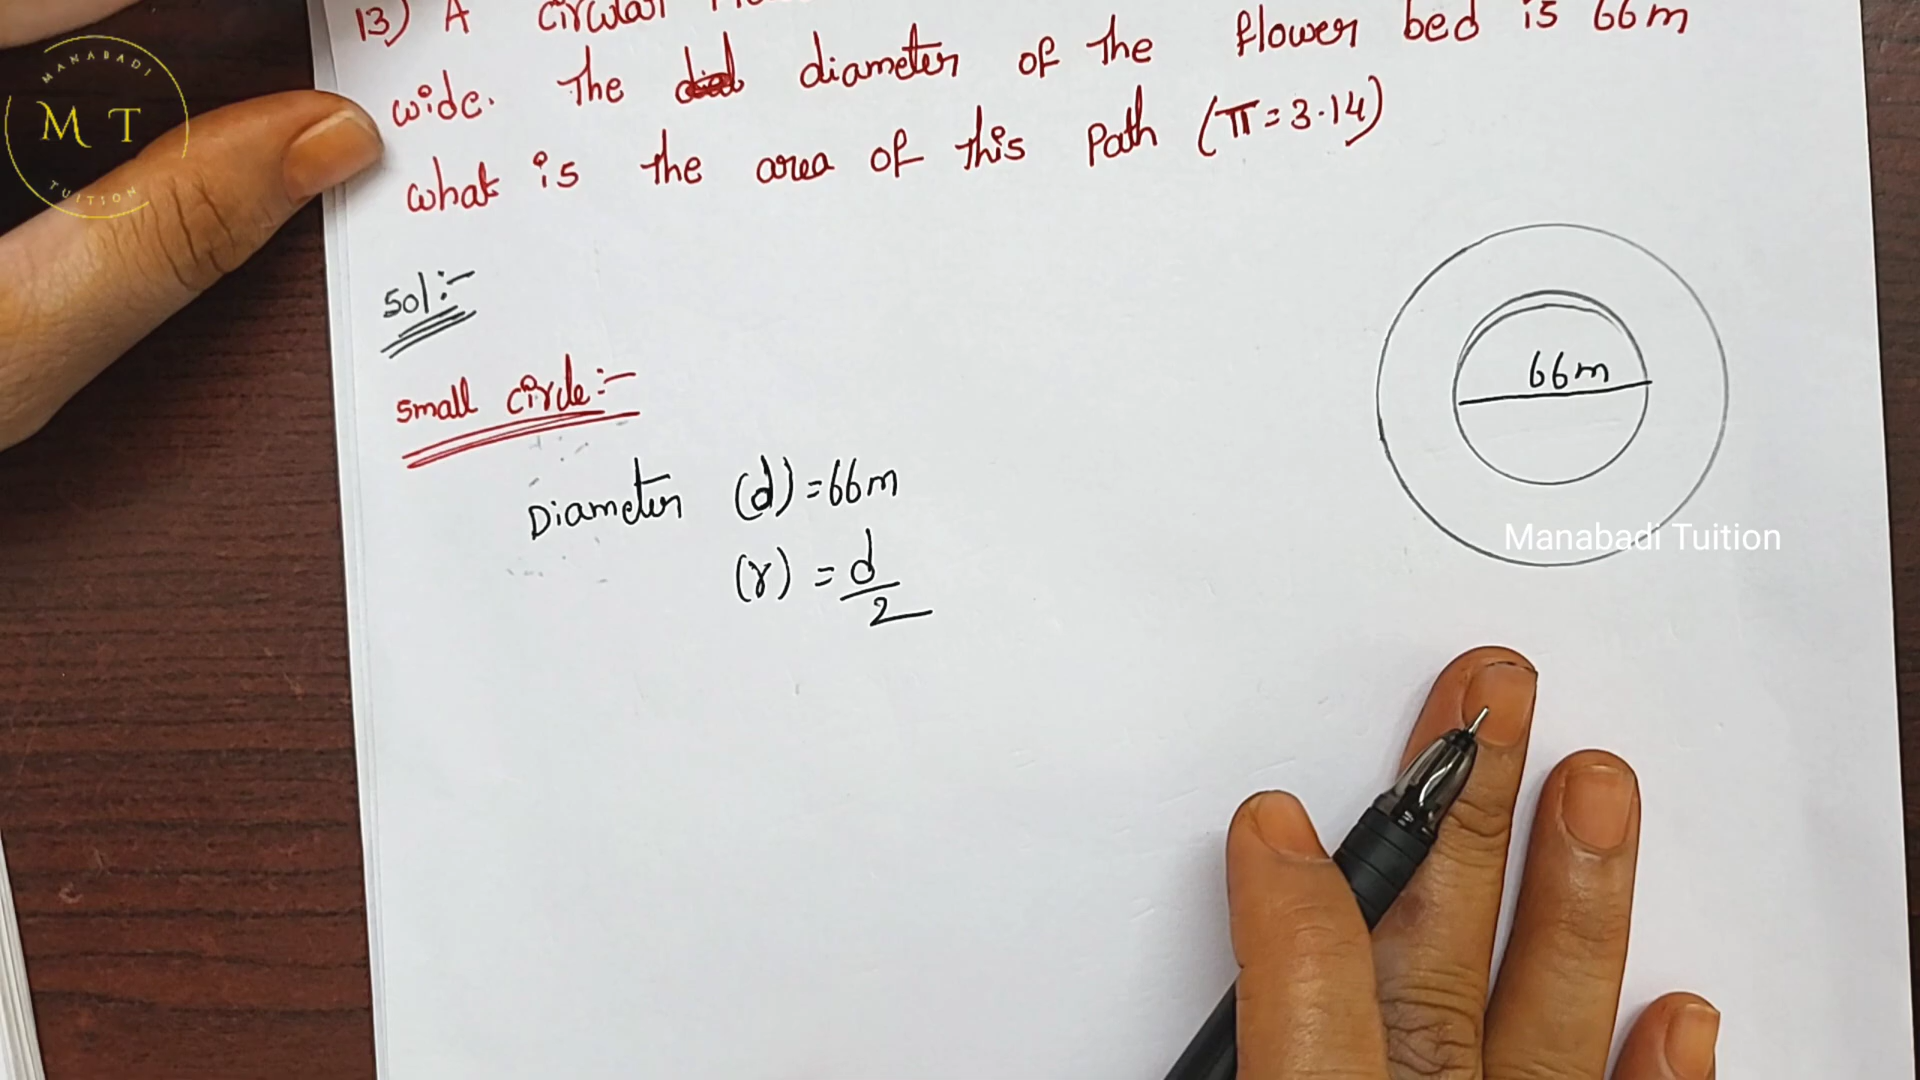 MANABADI
M T
TUITION
13) A circular
wide. The diameter of the flower bed is 66m
what is the area of this Path (π=3.14)
Sol:-
Small circle:-
66m
Diameter (d)=66m
(r) = d/2
Manabadi Tuition